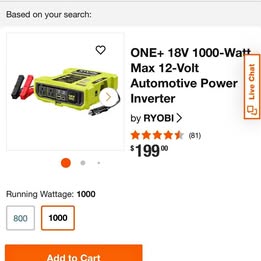 Based on your search:
ONE+ 18V 1000-Watt
Max 12-Volt
Automotive Power
Inverter
by RYOBI
(81)
$199.00
Live Chat
Running Wattage: 1000
800
1000
Add to Cart